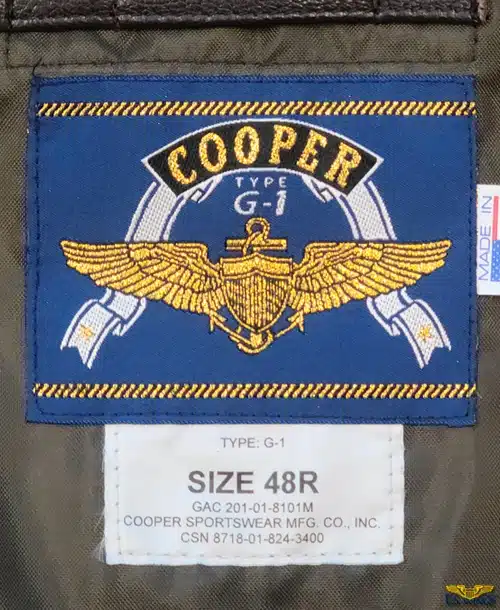 COOPER
TYPE
G-1
MADE IN
TYPE: G-1
SIZE 48R
GAC 201-01-8101M
COOPER SPORTSWEAR MFG. CO., INC.
CSN 8718-01-824-3400